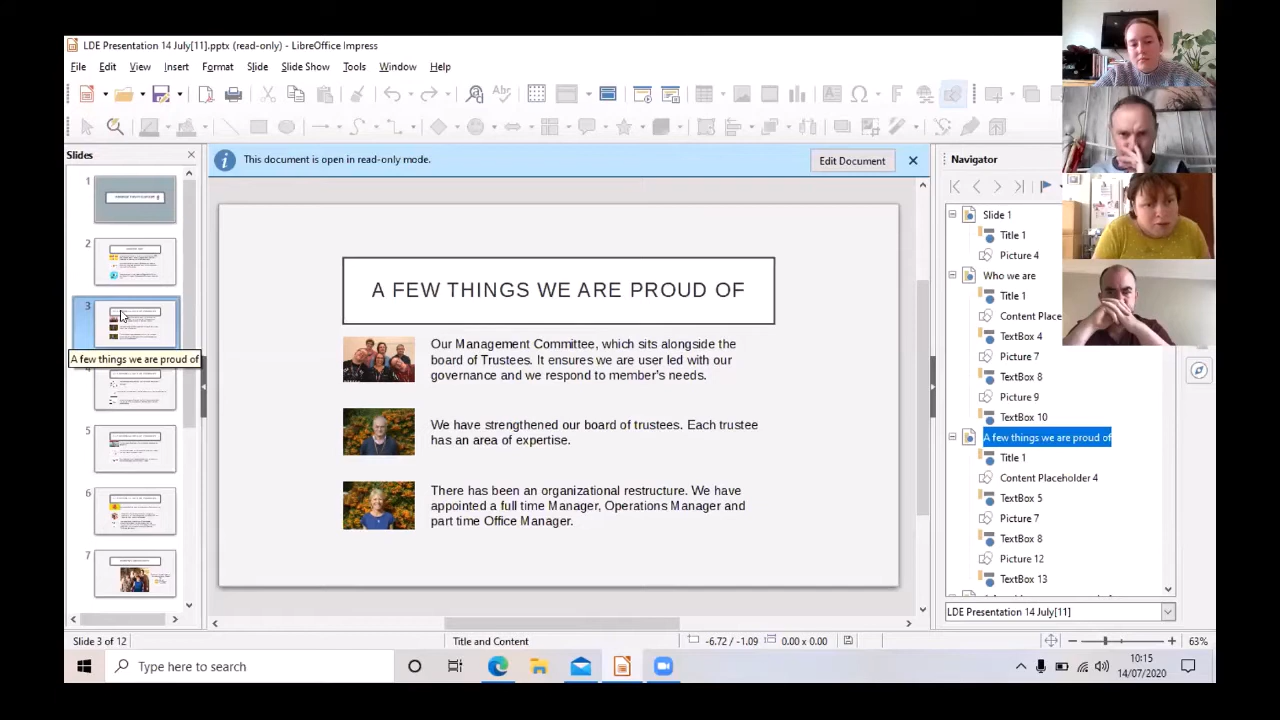 LDE Presentation 14 July[11].pptx (read-only) - LibreOffice Impress
File Edit View Insert Format Slide Slide Show Tools Window Help
Slides
This document is open in read-only mode.
Edit Document
Navigator
1
2
3
A few things we are proud of
5
6
7
A FEW THINGS WE ARE PROUD OF
Our Management Committee, which sits alongside the
board of Trustees. It ensures we are user led with our
governance and we respond to member's needs.
We have strengthened our board of trustees. Each trustee
has an area of expertise.
There has been an organizational restructure. We have
appointed a full time Manager, Operations Manager and
part time Office Manager.
Slide 1
Title 1
Picture 4
Who we are
Title 1
Content Place
TextBox 4
Picture 7
TextBox 8
Picture 9
TextBox 10
A few things we are proud of
Title 1
Content Placeholder 4
TextBox 5
Picture 7
TextBox 8
Picture 12
TextBox 13
LDE Presentation 14 July[11]
Slide 3 of 12
Title and Content
-6.72 / -1.09
0.00 x 0.00
63%
Type here to search
10:15
14/07/2020